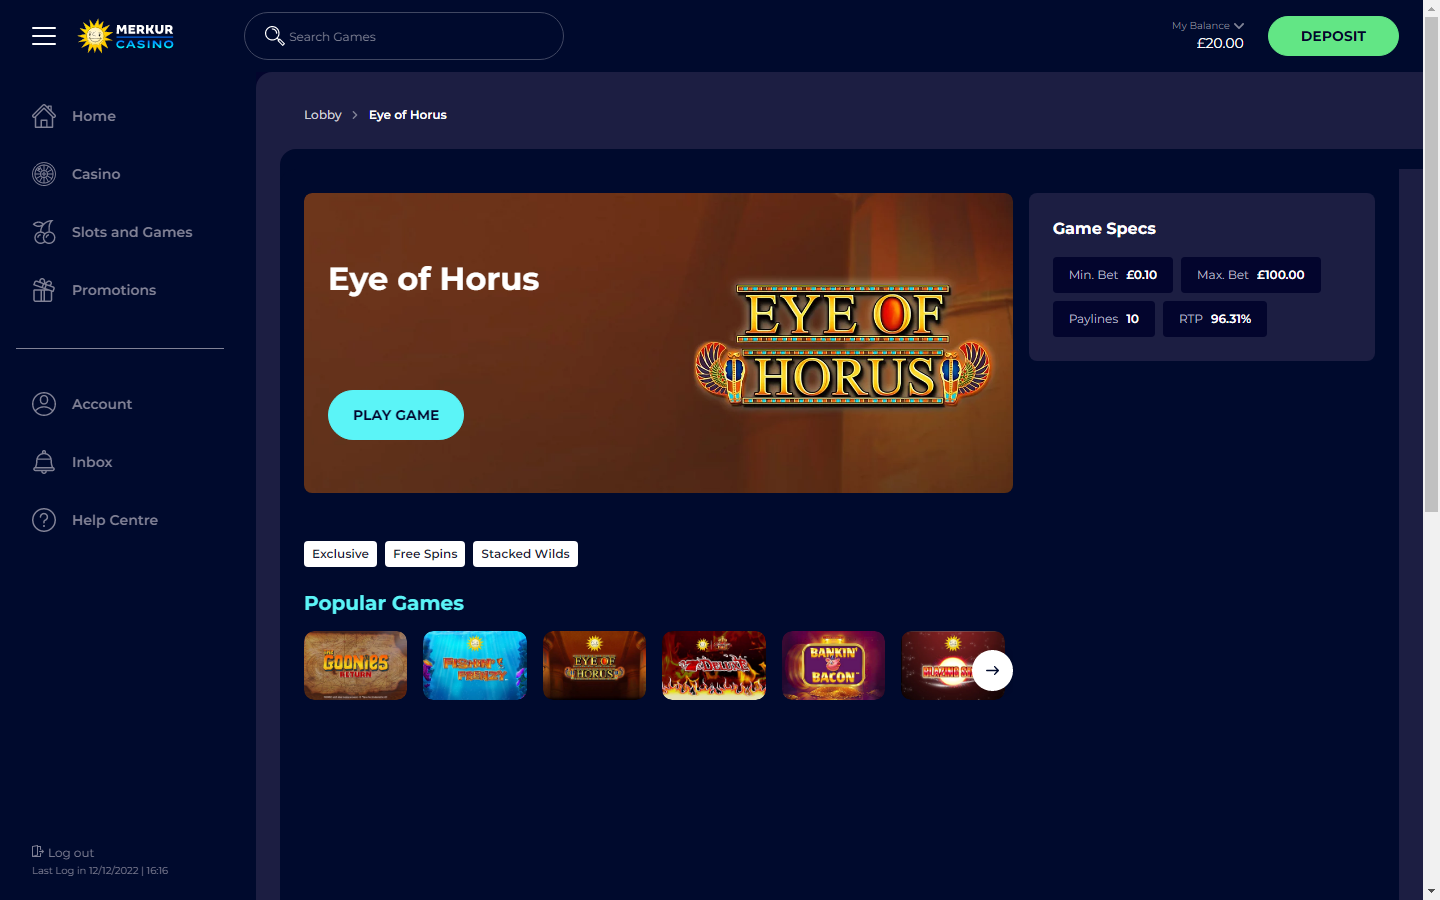 MERKUR
CASINO
Search Games
My Balance
£20.00
DEPOSIT
Home
Casino
Slots and Games
Promotions
Account
Inbox
Help Centre
Log out
Last Log in 12/12/2022 | 16:16
Lobby > Eye of Horus
Eye of Horus
PLAY GAME
EYE OF
HORUS
Game Specs
Min. Bet £0.10 Max. Bet £100.00
Paylines 10 RTP 96.31%
Exclusive Free Spins Stacked Wilds
Popular Games
THE
GOONIES
RETURN
FISHIN'
FRENZY
EYE OF
HORUS
7's DELUXE
BANKIN'
BACON